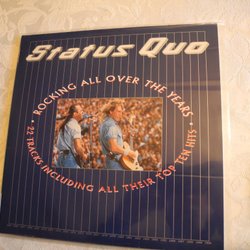 Status Quo
ROCKING ALL OVER THE YEARS
• 22 TRACKS INCLUDING ALL THEIR TOP TEN HITS •